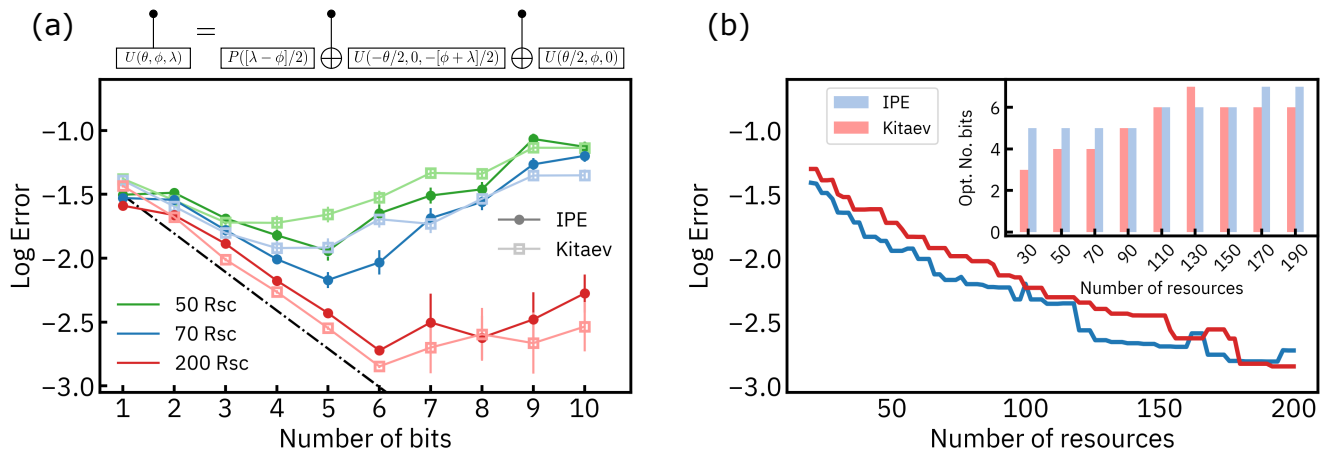 (a)
U(θ, ϕ, λ) = P([λ − ϕ]/2) U(−θ/2, 0, −[ϕ + λ]/2) U(θ/2, ϕ, 0)
Log Error
−1.0
−1.5
−2.0
−2.5
−3.0
IPE
Kitaev
50 Rsc
70 Rsc
200 Rsc
1 2 3 4 5 6 7 8 9 10
Number of bits
(b)
Log Error
−1.0
−1.5
−2.0
−2.5
−3.0
IPE
Kitaev
Opt. No. bits
6
4
2
0
30 50 70 90 110 130 150 170 190
Number of resources
50 100 150 200
Number of resources